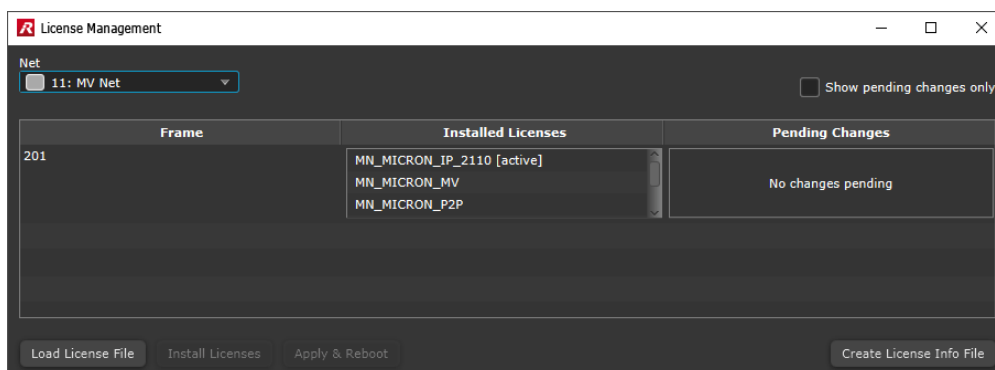 License Management
Net
11: MV Net
Show pending changes only
Frame Installed Licenses Pending Changes
201
MN_MICRON_IP_2110 [active]
MN_MICRON_MV
MN_MICRON_P2P
No changes pending
Load License File Install Licenses Apply & Reboot Create License Info File